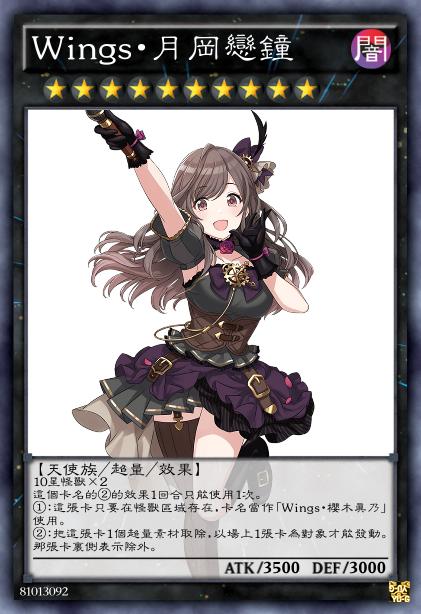 Wings・月岡戀鐘
闇
【天使族／超量／效果】
10星怪獸×2
這個卡名的②的效果1回合只能使用1次。
①：這張卡只要在怪獸區域存在，卡名當作「Wings・櫻木真乃」
使用。
②：把這張卡1個超量素材取除，以場上1張卡為對象才能發動。
那張卡裏側表示除外。
ATK/3500 DEF/3000
81013092